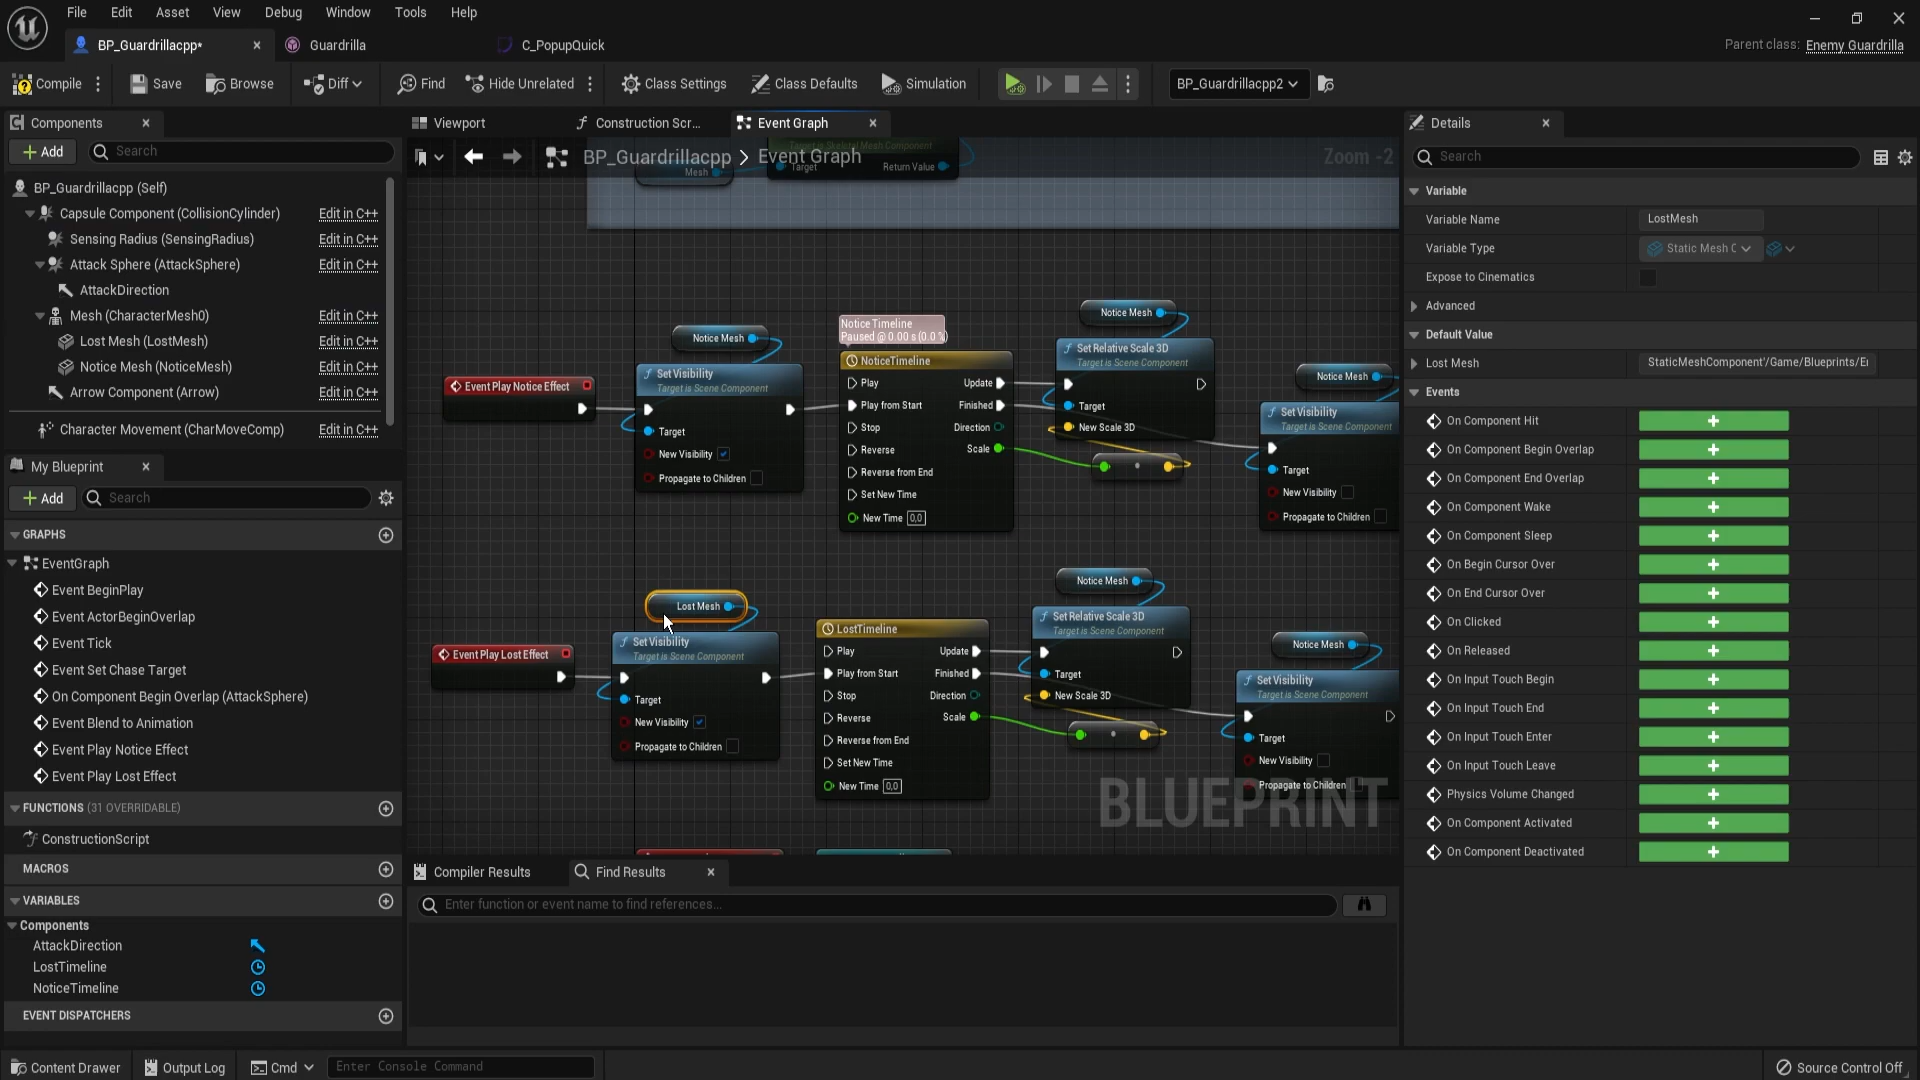 File Edit Asset View Debug Window Tools Help
BP_Guardrillacpp* Guardrilla C_PopupQuick
Parent class: Enemy Guardrilla
Compile Save Browse Diff Find Hide Unrelated Class Settings Class Defaults Simulation BP_Guardrillacpp2
Components
Add Search
BP_Guardrillacpp (Self)
Capsule Component (CollisionCylinder) Edit in C++
Sensing Radius (SensingRadius) Edit in C++
Attack Sphere (AttackSphere) Edit in C++
AttackDirection
Mesh (CharacterMesh0) Edit in C++
Lost Mesh (LostMesh) Edit in C++
Notice Mesh (NoticeMesh) Edit in C++
Arrow Component (Arrow) Edit in C++
Character Movement (CharMoveComp) Edit in C++
My Blueprint
Add Search
GRAPHS
EventGraph
Event BeginPlay
Event ActorBeginOverlap
Event Tick
Event Set Chase Target
On Component Begin Overlap (AttackSphere)
Event Blend to Animation
Event Play Notice Effect
Event Play Lost Effect
FUNCTIONS (31 OVERRIDABLE)
ConstructionScript
MACROS
VARIABLES
Components
AttackDirection
LostTimeline
NoticeTimeline
EVENT DISPATCHERS
Viewport Construction Scr... Event Graph
BP_Guardrillacpp > Event Graph
Zoom -2
Target is Skeletal Mesh Component
Mesh Target Return Value
Event Play Notice Effect
Notice Mesh
Set Visibility
Target is Scene Component
Target
New Visibility
Propagate to Children
Notice Timeline
Paused @ 0.00 s (0.0 %)
NoticeTimeline
Play Update
Play from Start Finished
Stop Direction
Reverse Scale
Reverse from End
Set New Time
New Time 0,0
Notice Mesh
Set Relative Scale 3D
Target is Scene Component
Target
New Scale 3D
Notice Mesh
Set Visibility
Target is Scene Component
Target
New Visibility
Propagate to Children
Event Play Lost Effect
Lost Mesh
Set Visibility
Target is Scene Component
Target
New Visibility
Propagate to Children
LostTimeline
Play Update
Play from Start Finished
Stop Direction
Reverse Scale
Reverse from End
Set New Time
New Time 0,0
Notice Mesh
Set Relative Scale 3D
Target is Scene Component
Target
New Scale 3D
Notice Mesh
Set Visibility
Target is Scene Component
Target
New Visibility
Propagate to Children
BLUEPRINT
Compiler Results Find Results
Enter function or event name to find references...
Details
Search
Variable
Variable Name LostMesh
Variable Type Static Mesh C
Expose to Cinematics
Advanced
Default Value
Lost Mesh StaticMeshComponent'/Game/Blueprints/Ei
Events
On Component Hit
On Component Begin Overlap
On Component End Overlap
On Component Wake
On Component Sleep
On Begin Cursor Over
On End Cursor Over
On Clicked
On Released
On Input Touch Begin
On Input Touch End
On Input Touch Enter
On Input Touch Leave
Physics Volume Changed
On Component Activated
On Component Deactivated
Content Drawer Output Log Cmd Enter Console Command Source Control Off